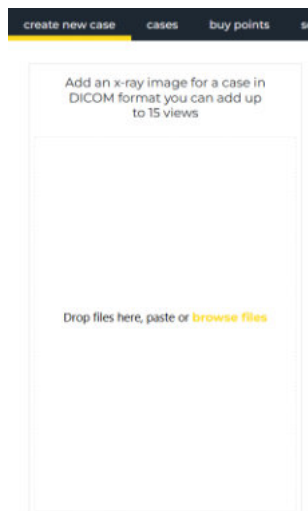 create new case cases buy points
Add an x-ray image for a case in
DICOM format you can add up
to 15 views
Drop files here, paste or browse files